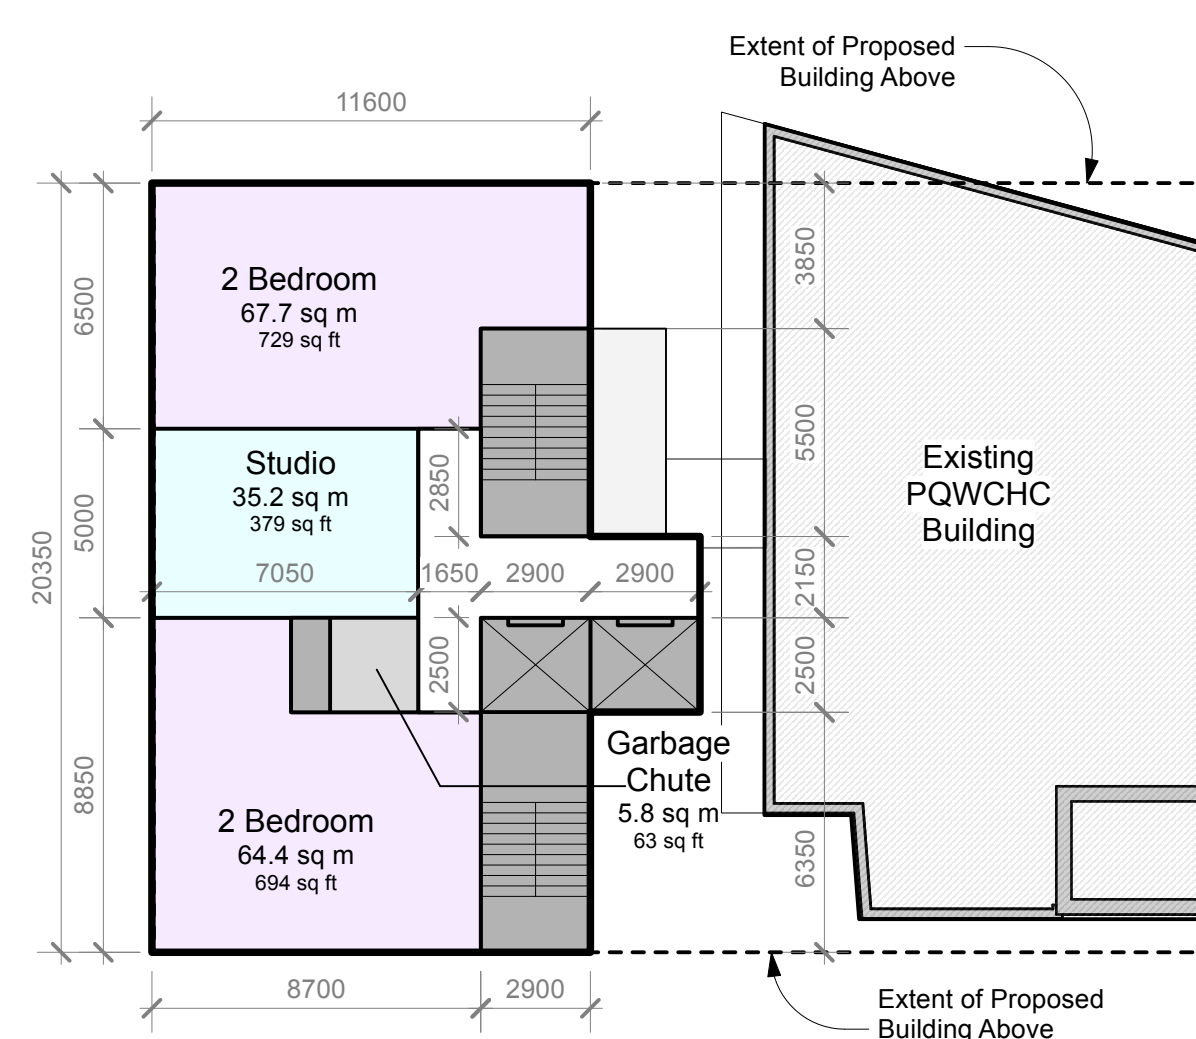 Extent of Proposed
Building Above
11600
3850
6500
2 Bedroom
67.7 sq m
729 sq ft
5500
Existing
PQWCHC
Building
Studio
35.2 sq m
379 sq ft
2850
5000
20350
7050
1650
2900
2900
2150
2500
2500
Garbage
Chute
5.8 sq m
63 sq ft
8850
2 Bedroom
64.4 sq m
694 sq ft
6350
8700
2900
Extent of Proposed
Building Above